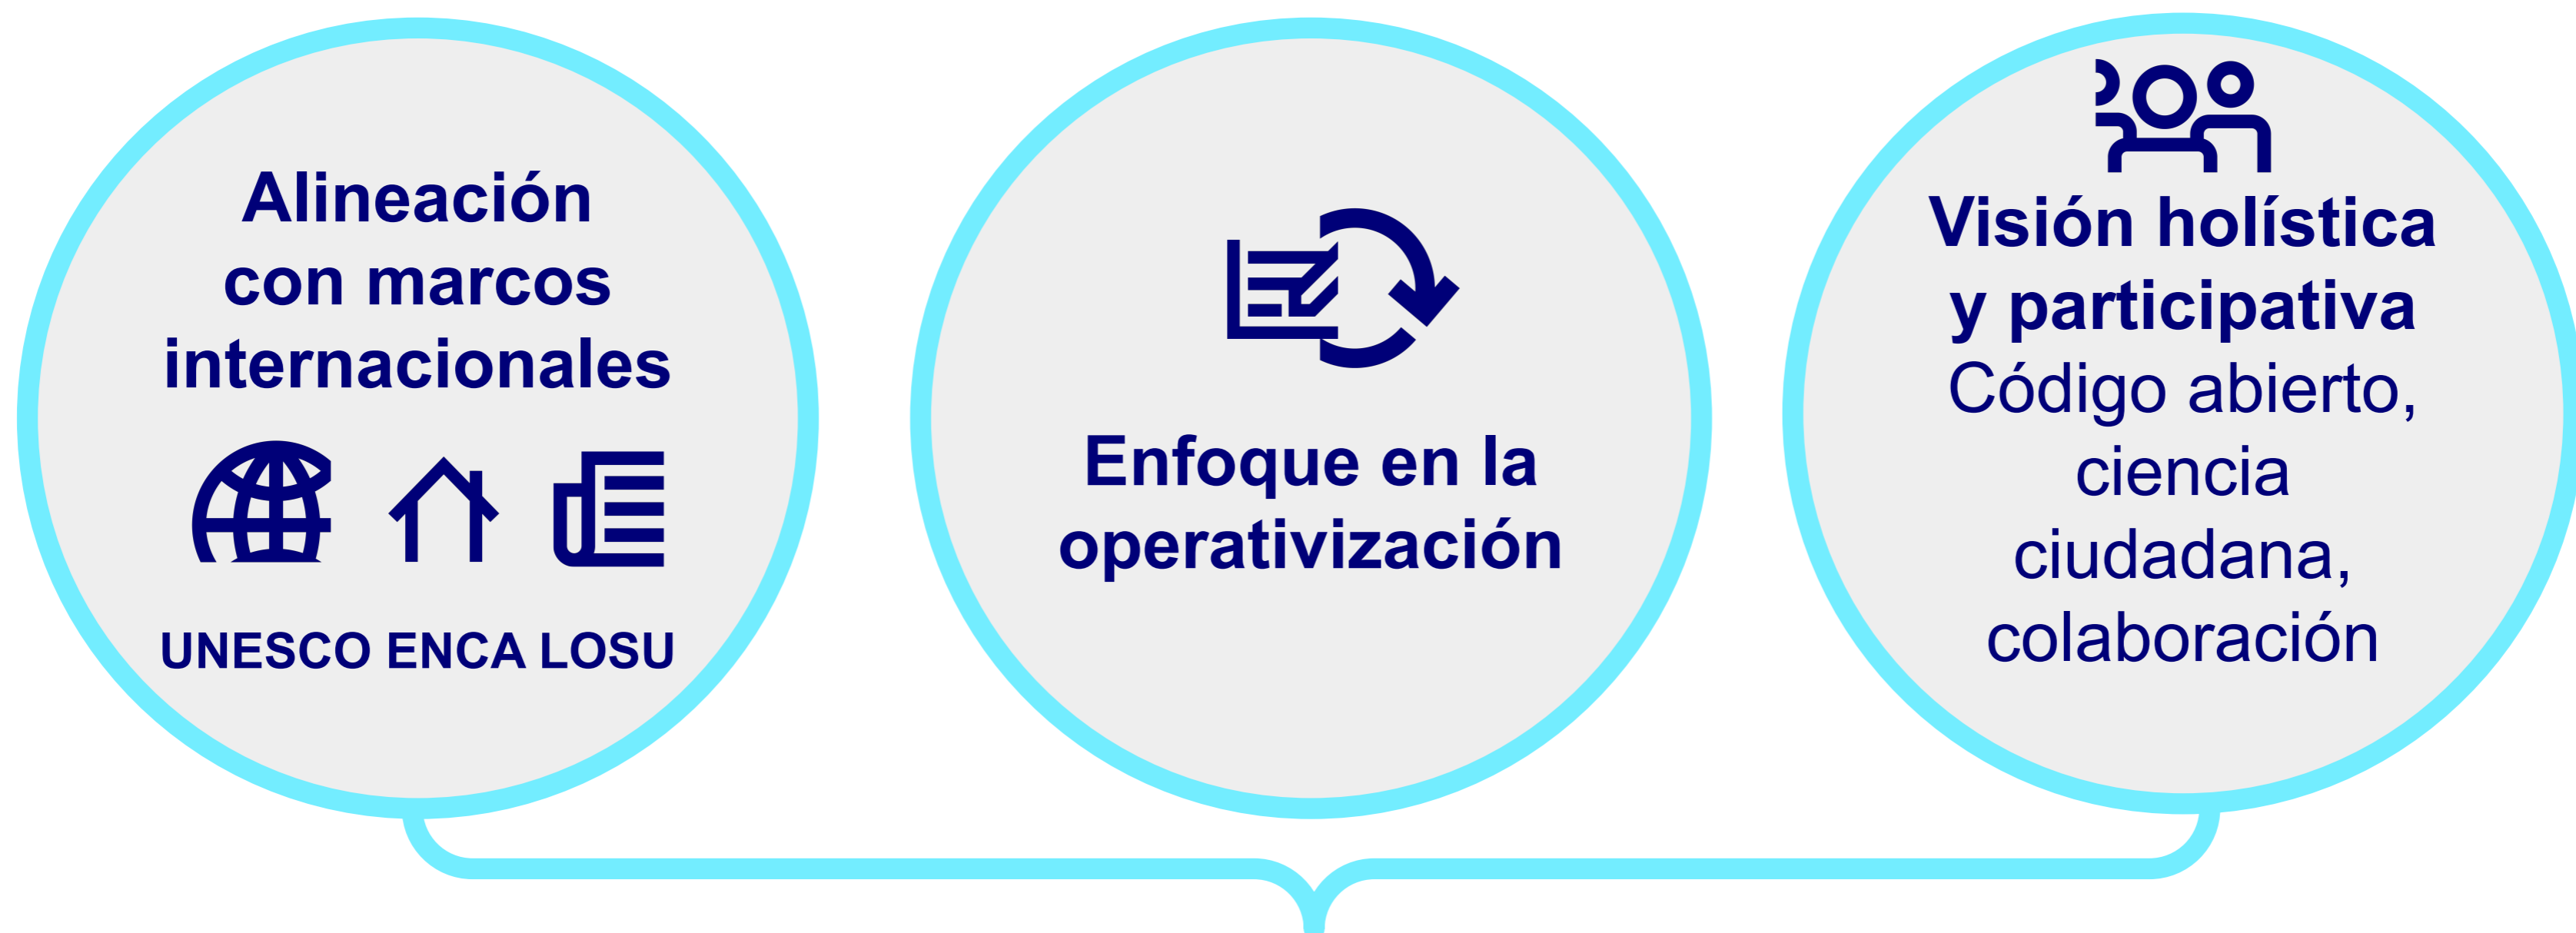 Alineación
con marcos
internacionales
UNESCO ENCA LOSU
Enfoque en la
operativización
Visión holística
y participativa
Código abierto,
ciencia
ciudadana,
colaboración